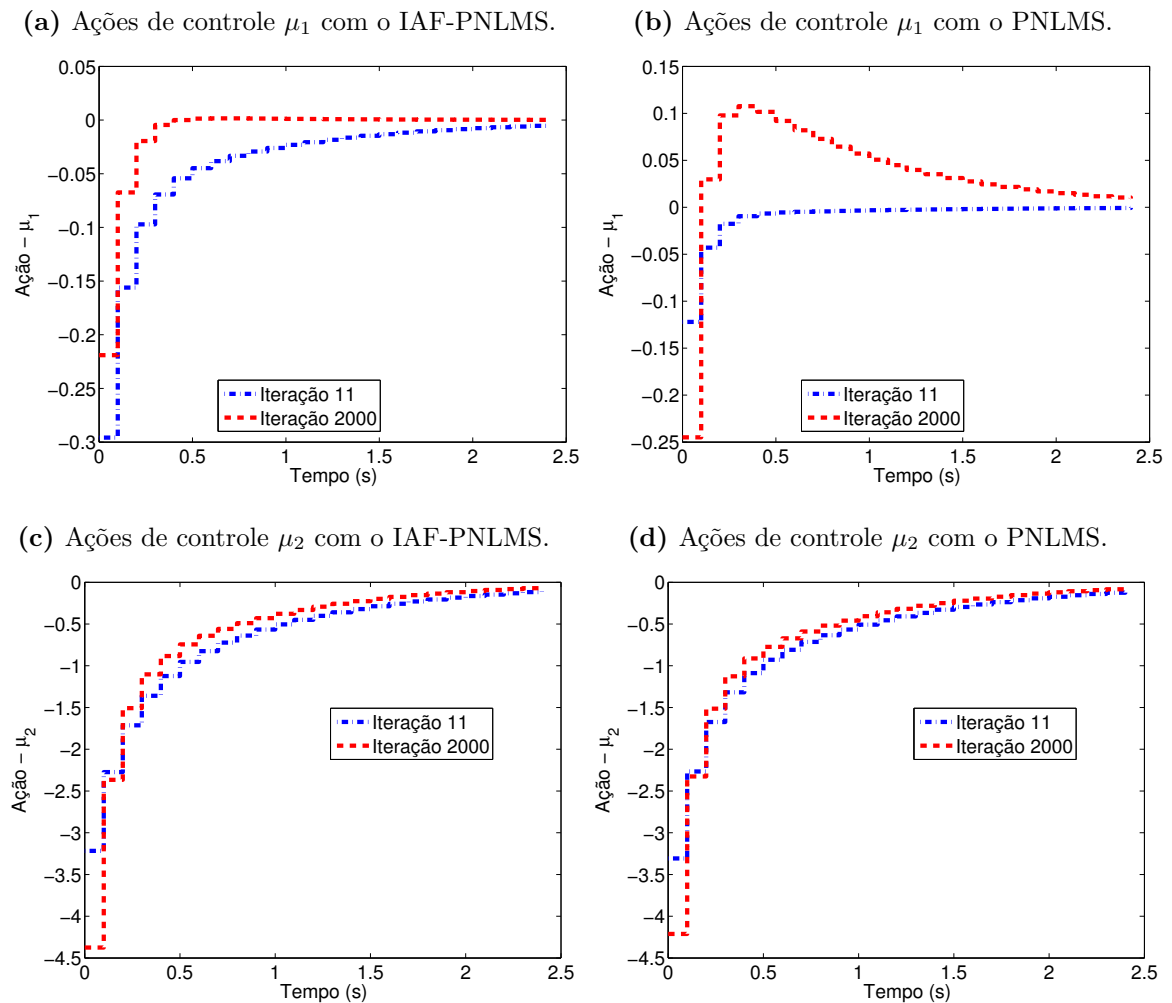 (a) Ações de controle μ1 com o IAF-PNLMS.
0.05
0
−0.05
−0.1
−0.15
−0.2
−0.25
−0.3
Ação − μ1
Iteração 11
Iteração 2000
0 0.5 1 1.5 2 2.5
Tempo (s)
(b) Ações de controle μ1 com o PNLMS.
0.15
0.1
0.05
0
−0.05
−0.1
−0.15
−0.2
−0.25
Ação − μ1
Iteração 11
Iteração 2000
0 0.5 1 1.5 2 2.5
Tempo (s)
(c) Ações de controle μ2 com o IAF-PNLMS.
0
−0.5
−1
−1.5
−2
−2.5
−3
−3.5
−4
−4.5
Ação − μ2
Iteração 11
Iteração 2000
0 0.5 1 1.5 2 2.5
Tempo (s)
(d) Ações de controle μ2 com o PNLMS.
0
−0.5
−1
−1.5
−2
−2.5
−3
−3.5
−4
−4.5
Ação − μ2
Iteração 11
Iteração 2000
0 0.5 1 1.5 2 2.5
Tempo (s)